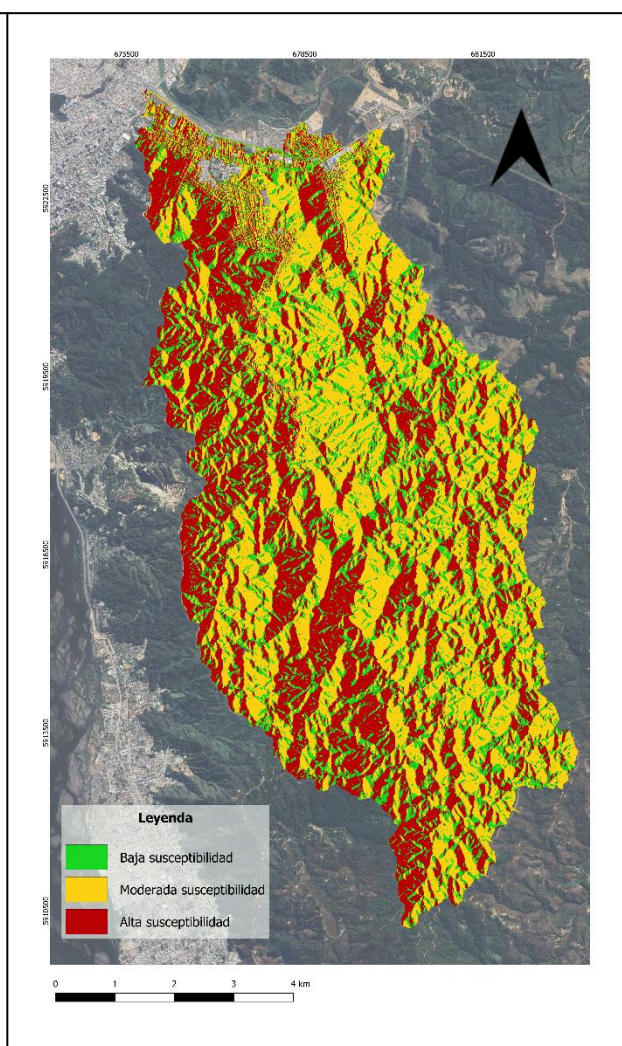 673500 678500 681500
5922500
5919500
5916500
5913500
5910500
Leyenda
Baja susceptibilidad
Moderada susceptibilidad
Alta susceptibilidad
0 1 2 3 4 km